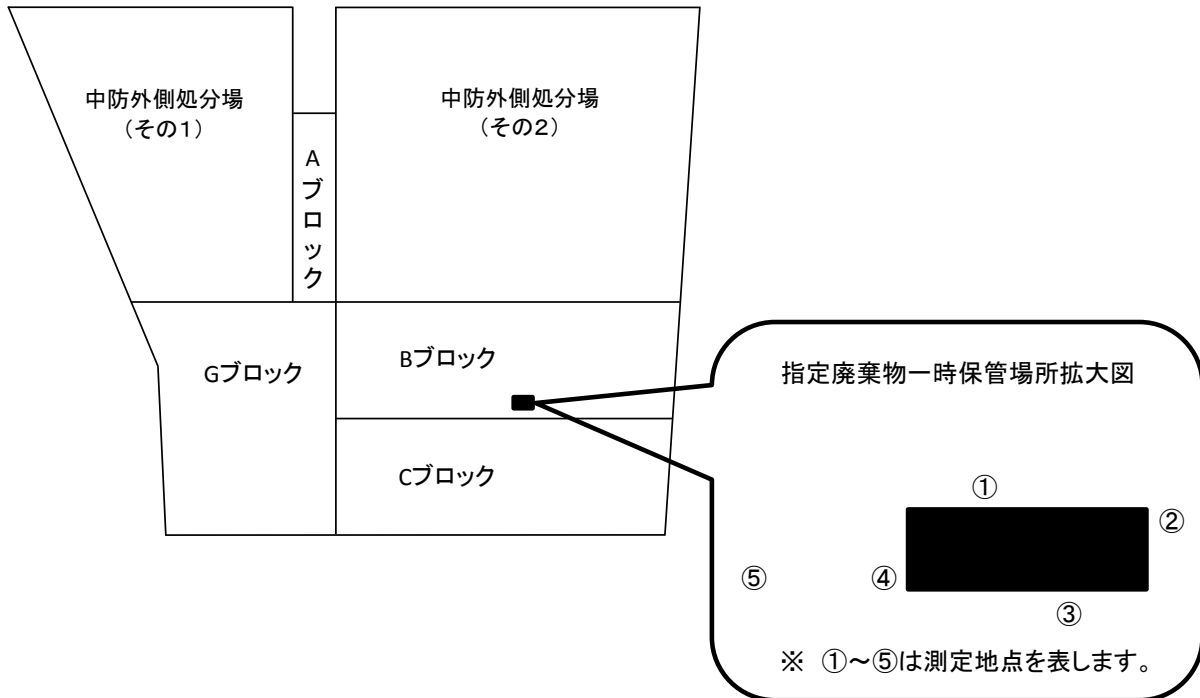 中防外側処分場
（その１）
中防外側処分場
（その２）
Aブロック
Gブロック
Bブロック
Cブロック
指定廃棄物一時保管場所拡大図
①
②
③
④
⑤
※ ①～⑤は測定地点を表します。